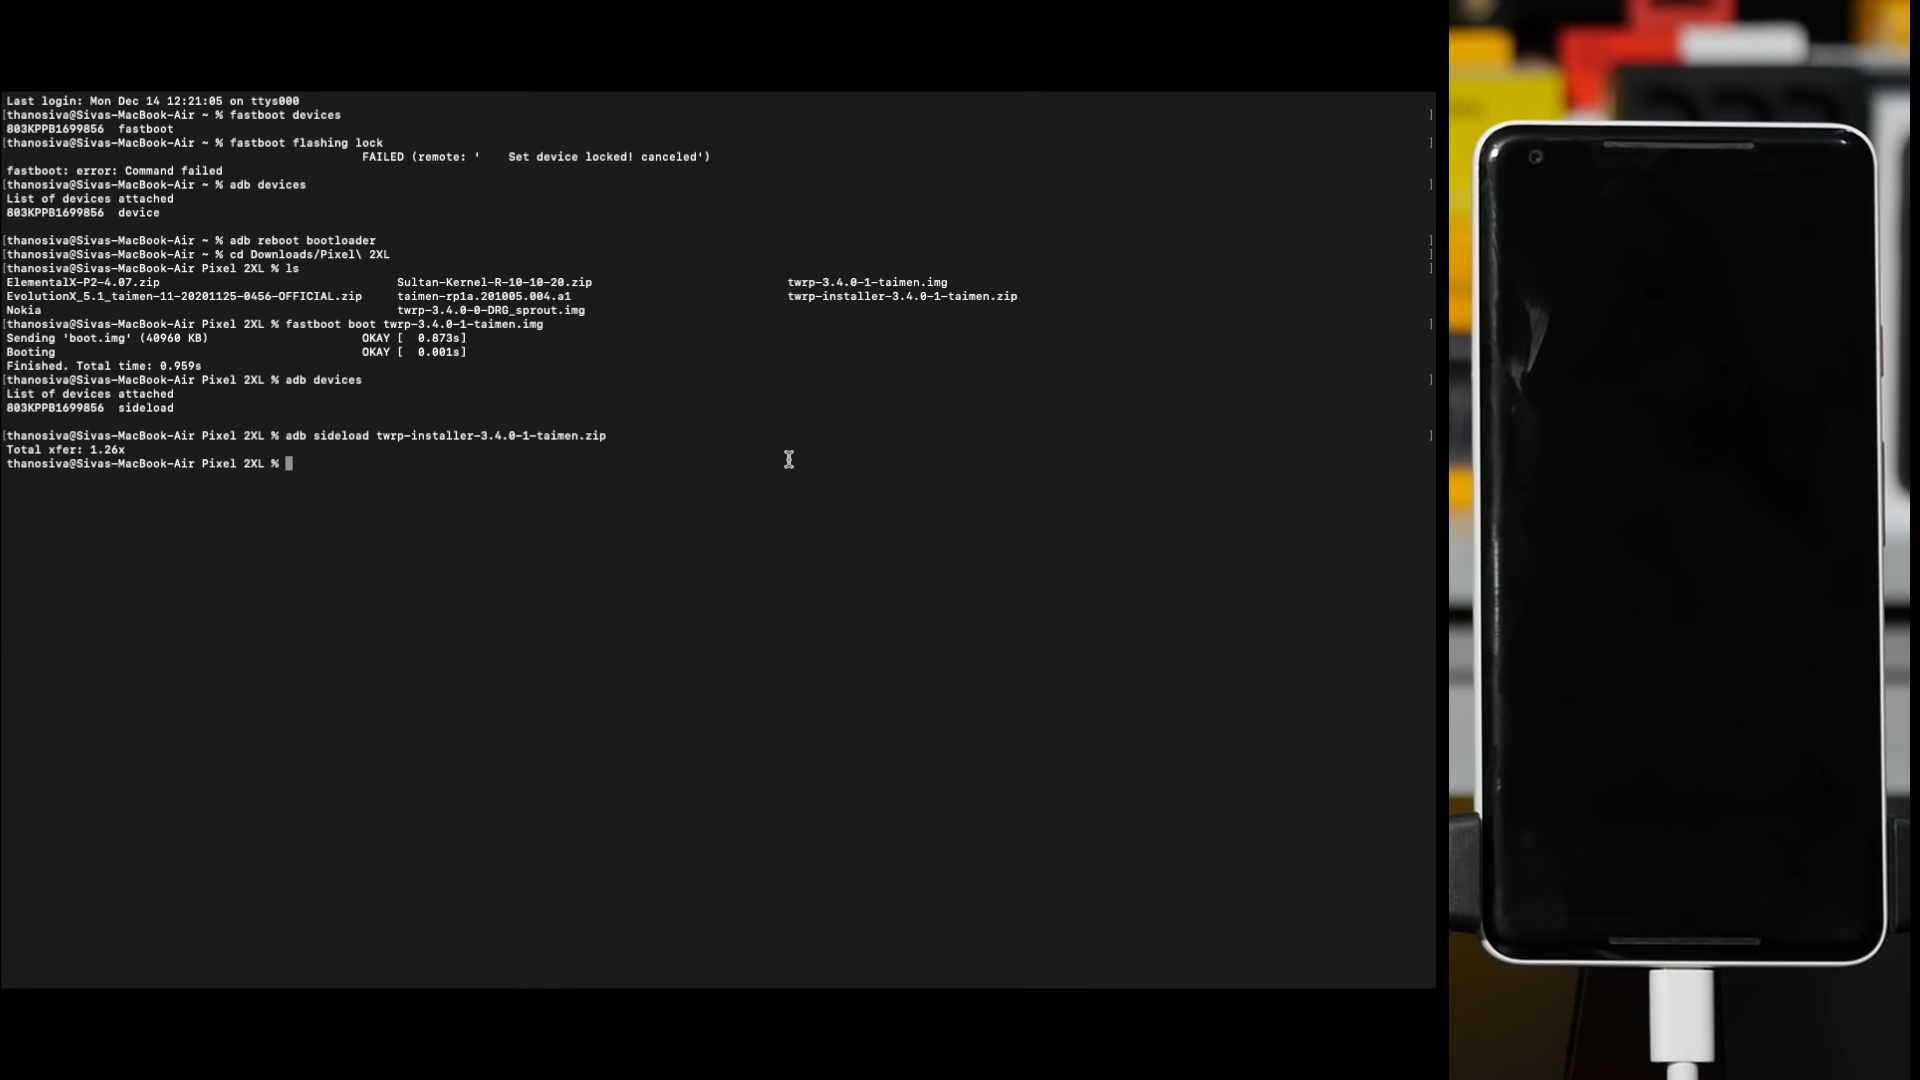 Last login: Mon Dec 14 12:21:05 on ttys000
[thanosiva@Sivas-MacBook-Air ~ % fastboot devices ]
803KPPB1699856  fastboot
[thanosiva@Sivas-MacBook-Air ~ % fastboot flashing lock ]
FAILED (remote: '    Set device locked! canceled')
fastboot: error: Command failed
[thanosiva@Sivas-MacBook-Air ~ % adb devices ]
List of devices attached
803KPPB1699856  device
[thanosiva@Sivas-MacBook-Air ~ % adb reboot bootloader ]
[thanosiva@Sivas-MacBook-Air ~ % cd Downloads/Pixel\ 2XL ]
[thanosiva@Sivas-MacBook-Air Pixel 2XL % ls ]
ElementalX-P2-4.07.zip Sultan-Kernel-R-10-10-20.zip twrp-3.4.0-1-taimen.img
EvolutionX_5.1_taimen-11-20201125-0456-OFFICIAL.zip taimen-rp1a.201005.004.a1 twrp-installer-3.4.0-1-taimen.zip
Nokia twrp-3.4.0-0-DRG_sprout.img
[thanosiva@Sivas-MacBook-Air Pixel 2XL % fastboot boot twrp-3.4.0-1-taimen.img ]
Sending 'boot.img' (40960 KB) OKAY [  0.873s]
Booting OKAY [  0.001s]
Finished. Total time: 0.959s
[thanosiva@Sivas-MacBook-Air Pixel 2XL % adb devices ]
List of devices attached
803KPPB1699856  sideload
[thanosiva@Sivas-MacBook-Air Pixel 2XL % adb sideload twrp-installer-3.4.0-1-taimen.zip ]
Total xfer: 1.26x
thanosiva@Sivas-MacBook-Air Pixel 2XL %